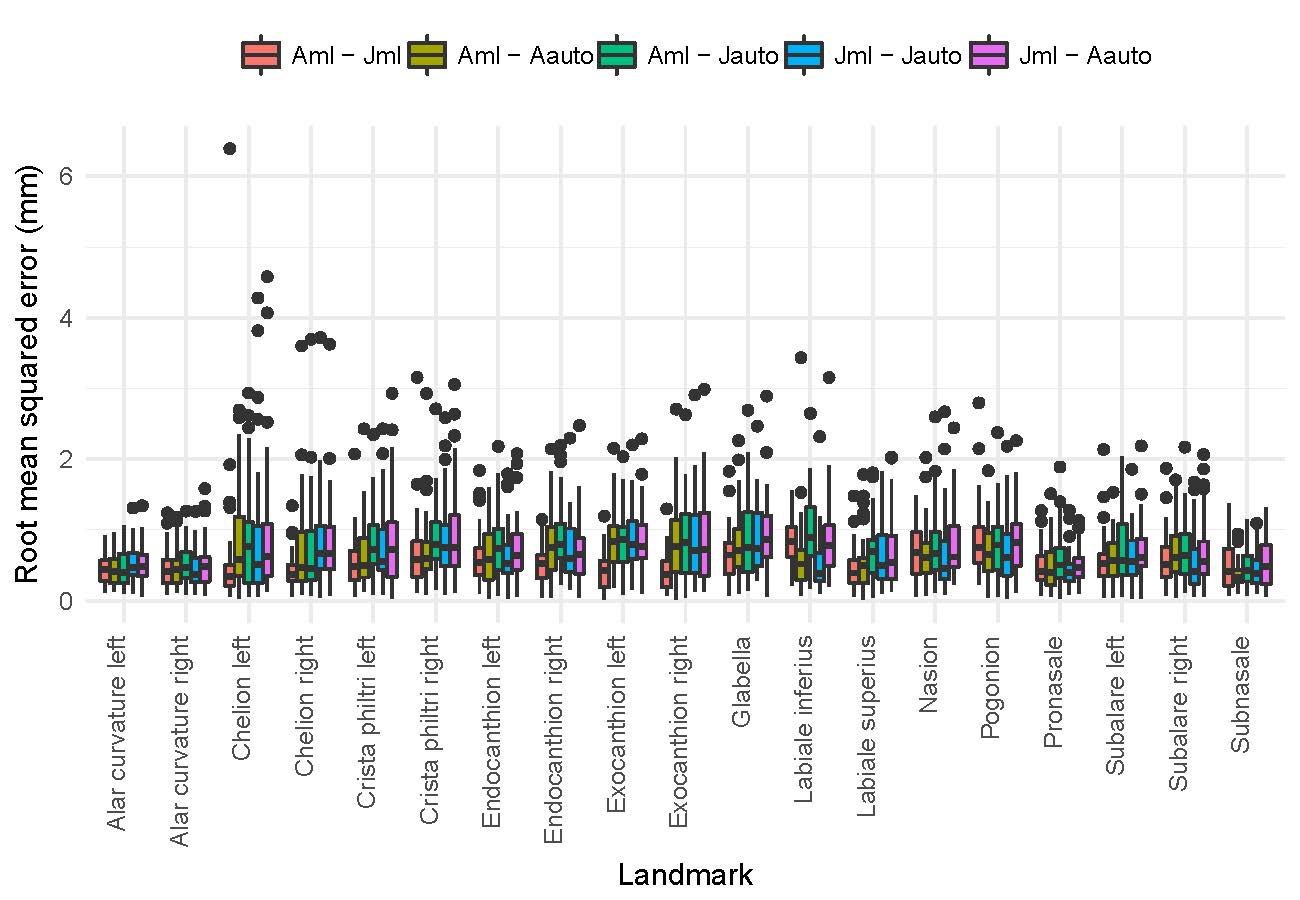 Aml − Jml Aml − Aauto Aml − Jauto Jml − Jauto Jml − Aauto
Root mean squared error (mm)
6
4
2
0
Alar curvature left
Alar curvature right
Chelion left
Chelion right
Crista philtri left
Crista philtri right
Endocanthion left
Endocanthion right
Exocanthion left
Exocanthion right
Glabella
Labiale inferius
Labiale superius
Nasion
Pogonion
Pronasale
Subalare left
Subalare right
Subnasale
Landmark